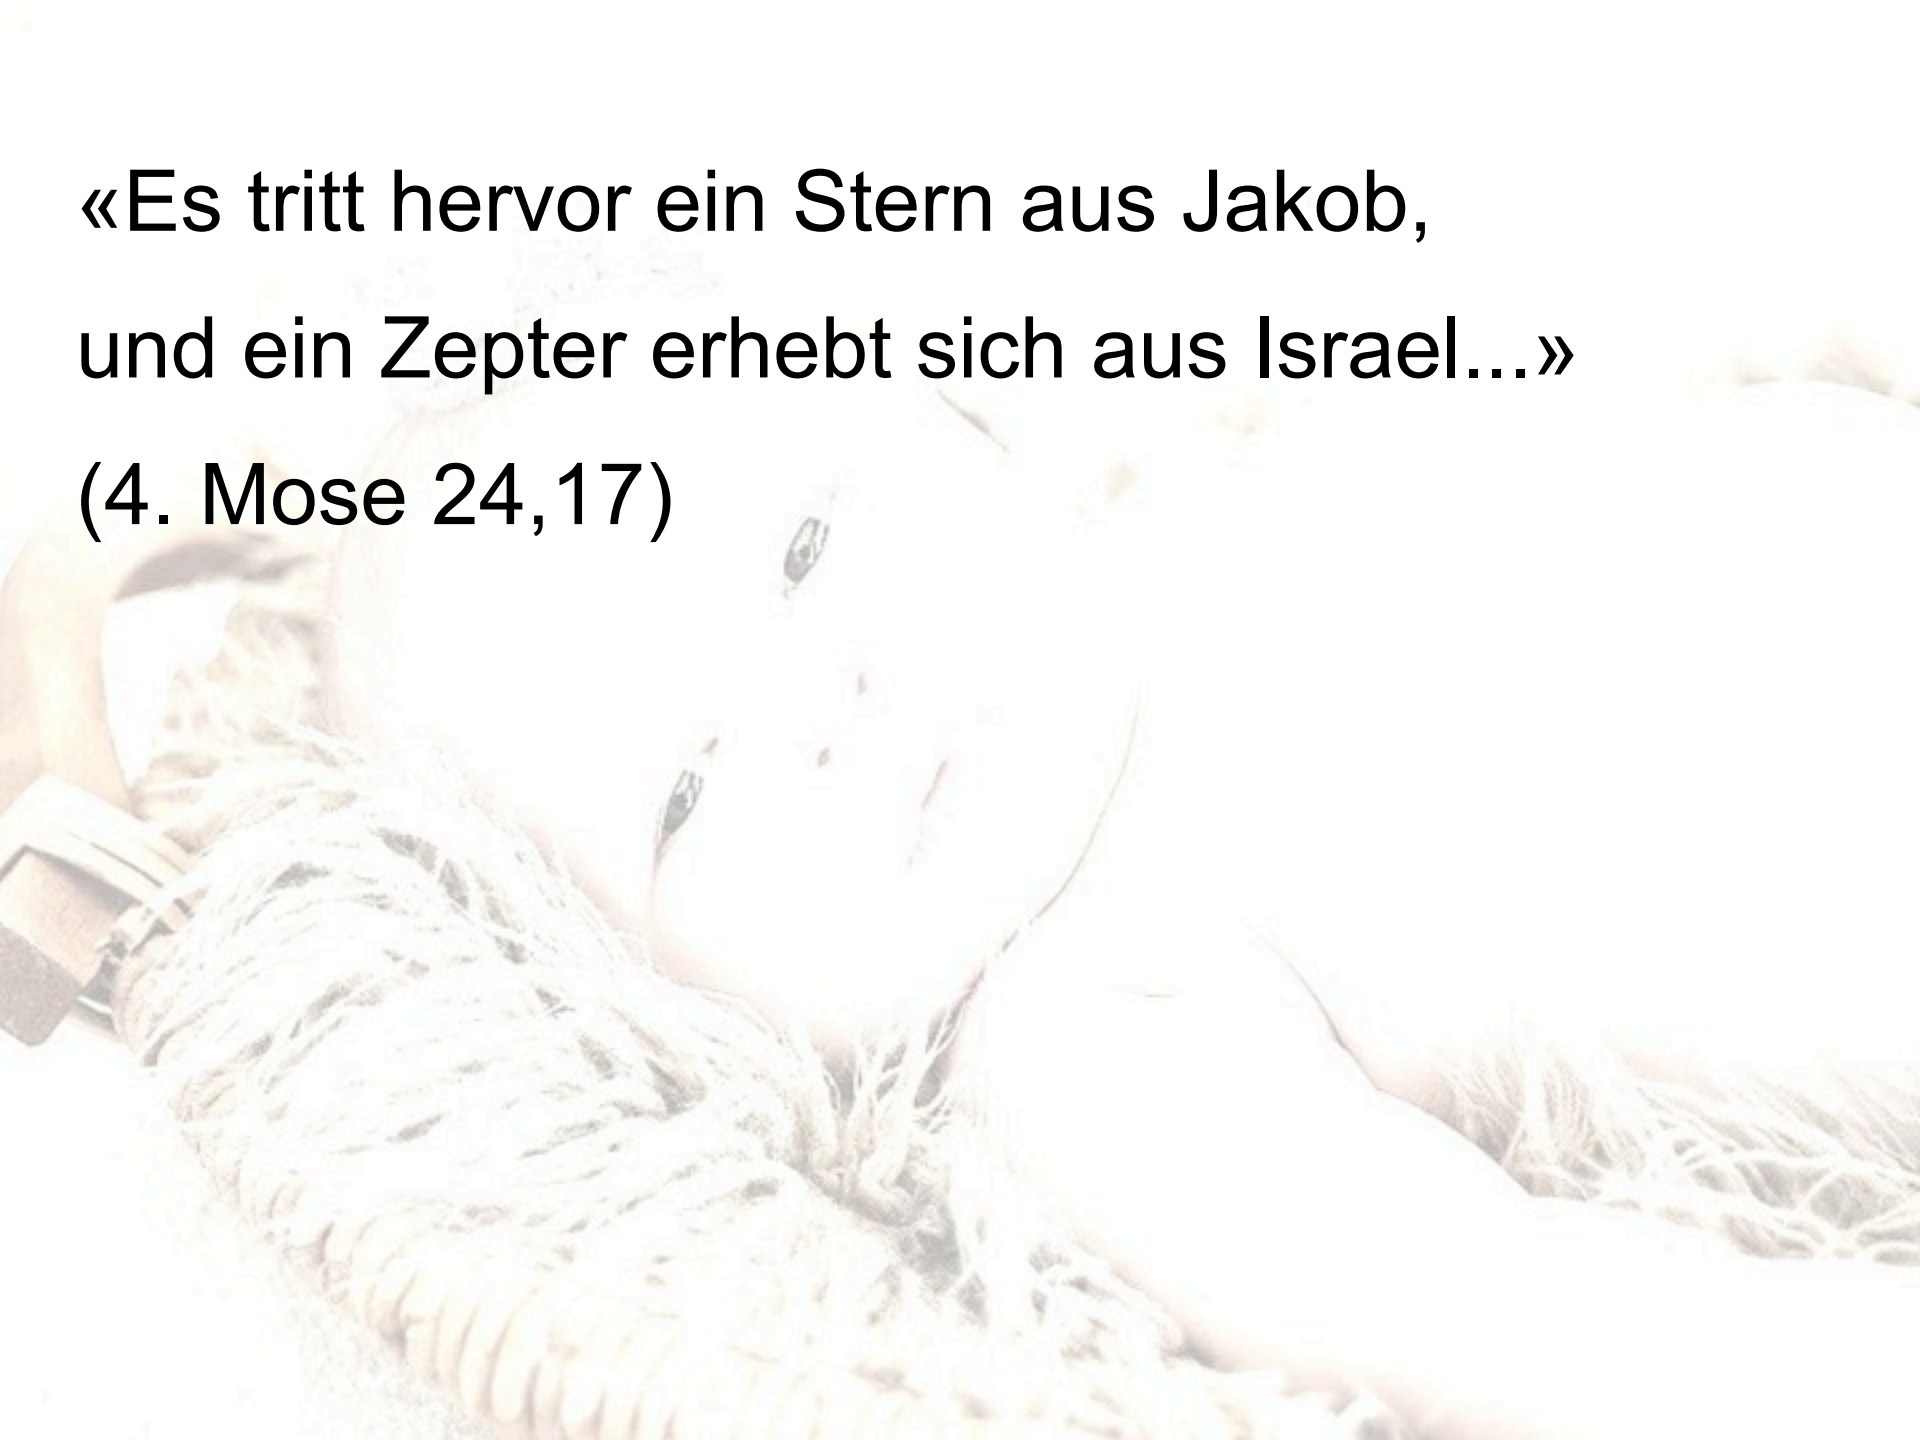 «Es tritt hervor ein Stern aus Jakob,
und ein Zepter erhebt sich aus Israel...»
(4. Mose 24,17)